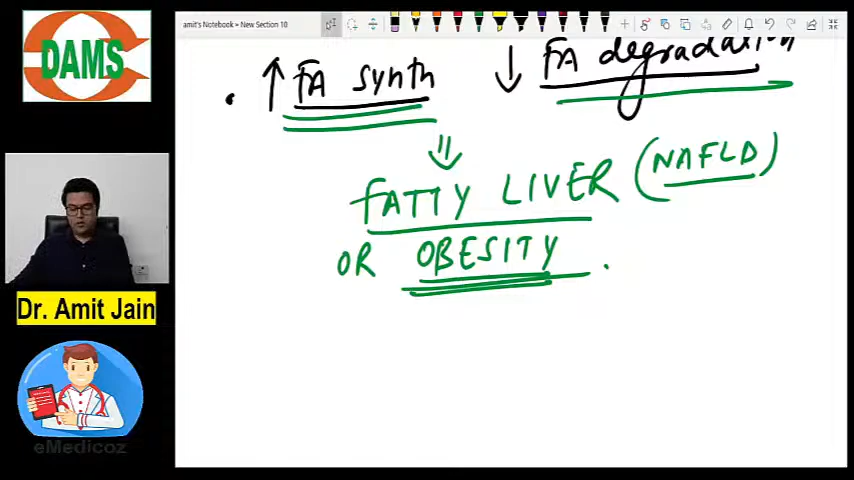 amit's Notebook > New Section 10
DAMS
• ↑ FA synth ↓ FA degradation
⇓
FATTY LIVER (NAFLD)
OR OBESITY .
Dr. Amit Jain
eMedicoz